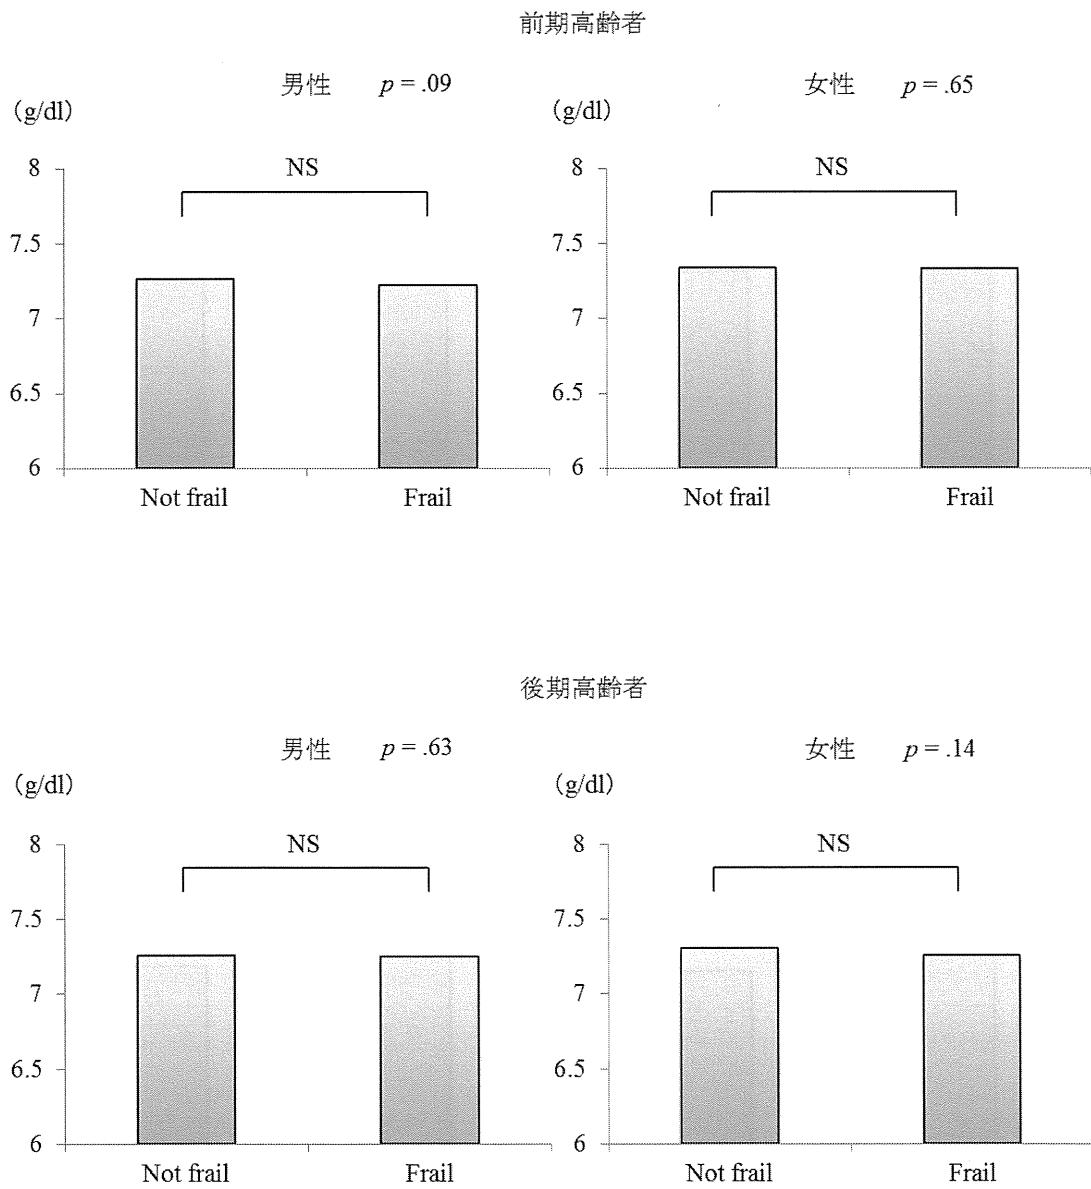 前期高齢者
男性 p = .09
(g/dl)
NS
8
7.5
7
6.5
6
Not frail Frail
女性 p = .65
(g/dl)
NS
8
7.5
7
6.5
6
Not frail Frail
後期高齢者
男性 p = .63
(g/dl)
NS
8
7.5
7
6.5
6
Not frail Frail
女性 p = .14
(g/dl)
NS
8
7.5
7
6.5
6
Not frail Frail